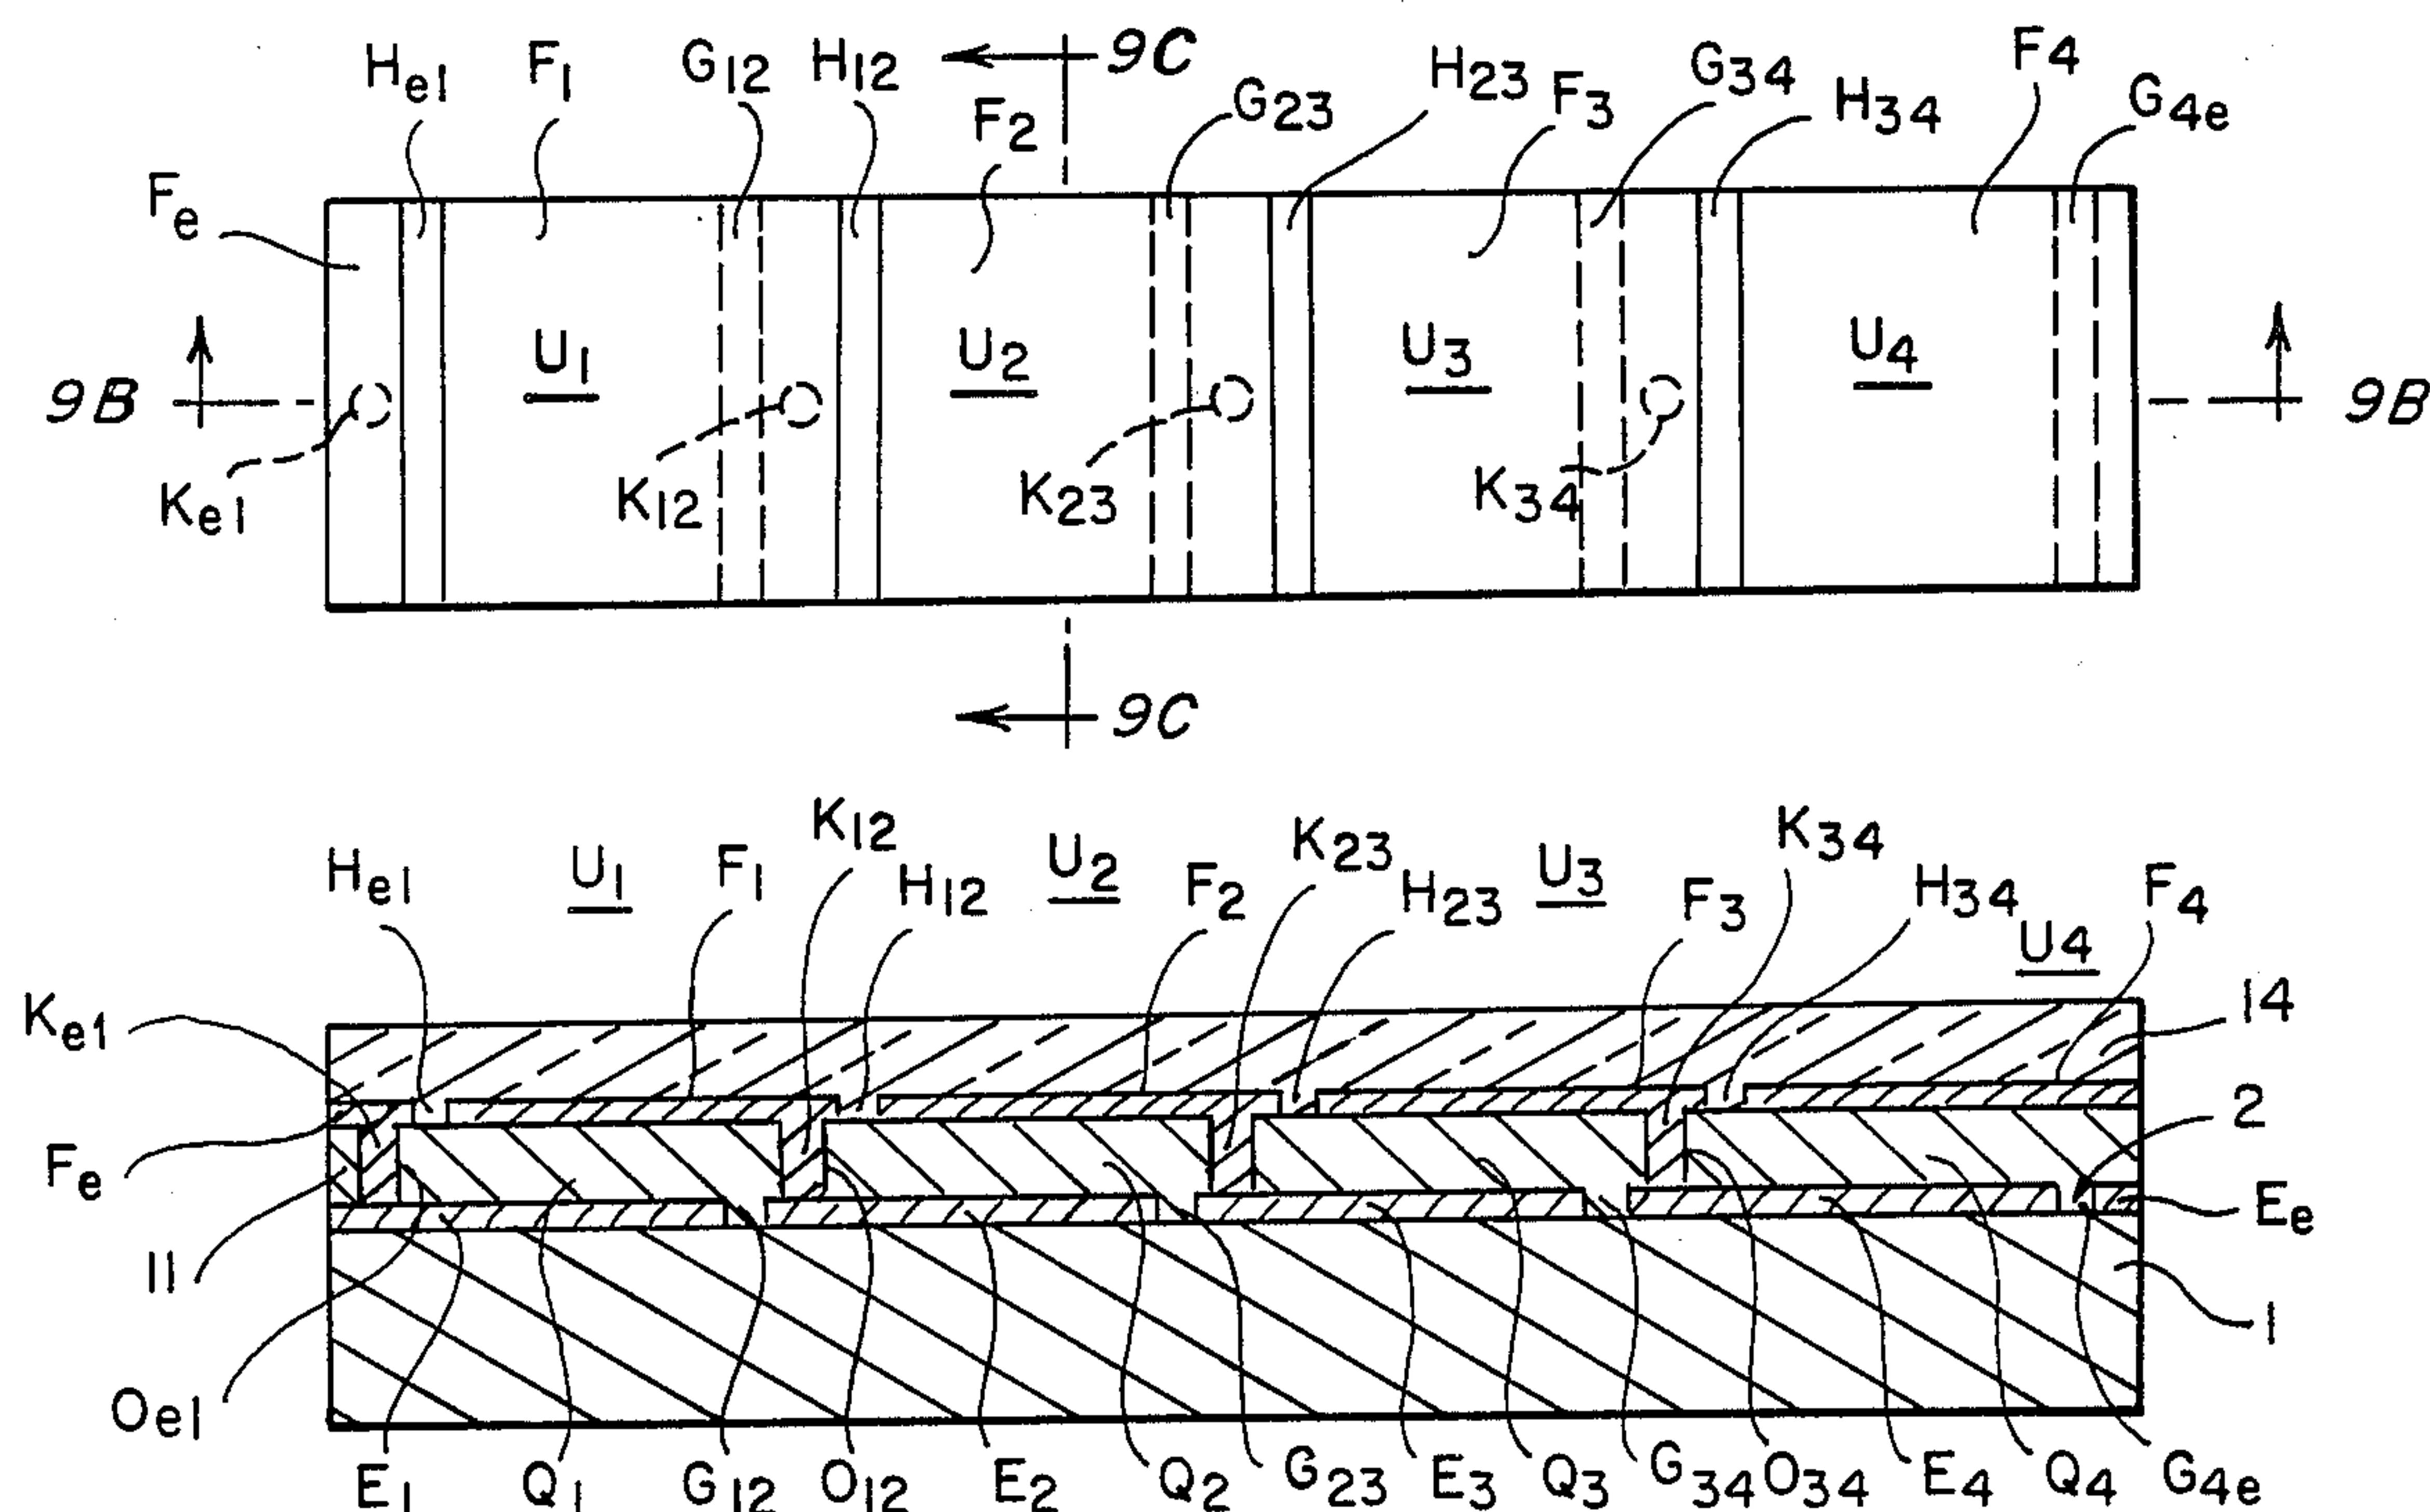 He1 F1 G12 H12 9C H23 F3 G34 F4
F2 G23 H34 G4e
Fe
U1 U2 U3 U4
9B 9B
Ke1 K12 K23 K34
9C
K12 K23 K34
He1 U1 F1 H12 U2 F2 H23 U3 F3 H34 F4
U4
Ke1 14
2
Fe Ee
11 1
Oe1
E1 Q1 G12 O12 E2 Q2 G23 E3 Q3 G34 O34 E4 Q4 G4e